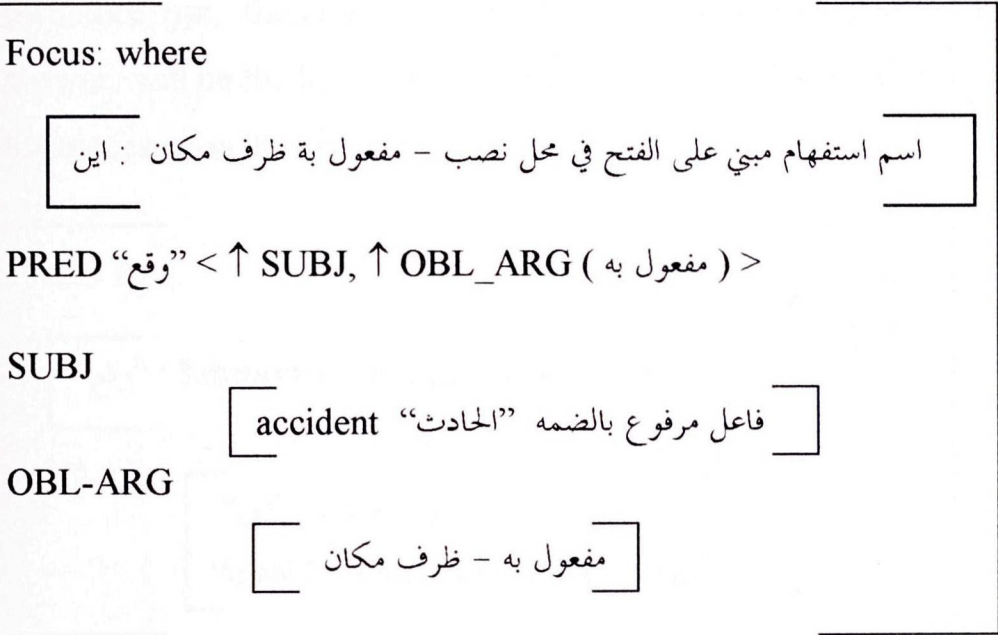 Focus: where
اسم استفهام مبني على الفتح في محل نصب – مفعول بة ظرف مكان : اين
PRED “وقع” < ↑ SUBJ, ↑ OBL_ARG ( مفعول به ) >
SUBJ
فاعل مرفوع بالضمه “الحادث” accident
OBL-ARG
مفعول به – ظرف مكان